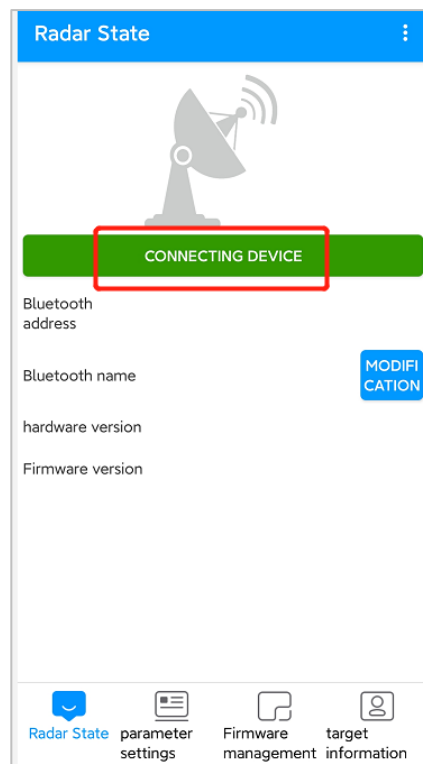 Radar State
CONNECTING DEVICE
Bluetooth
address
Bluetooth name
MODIFI
CATION
hardware version
Firmware version
Radar State
parameter
settings
Firmware
management
target
information